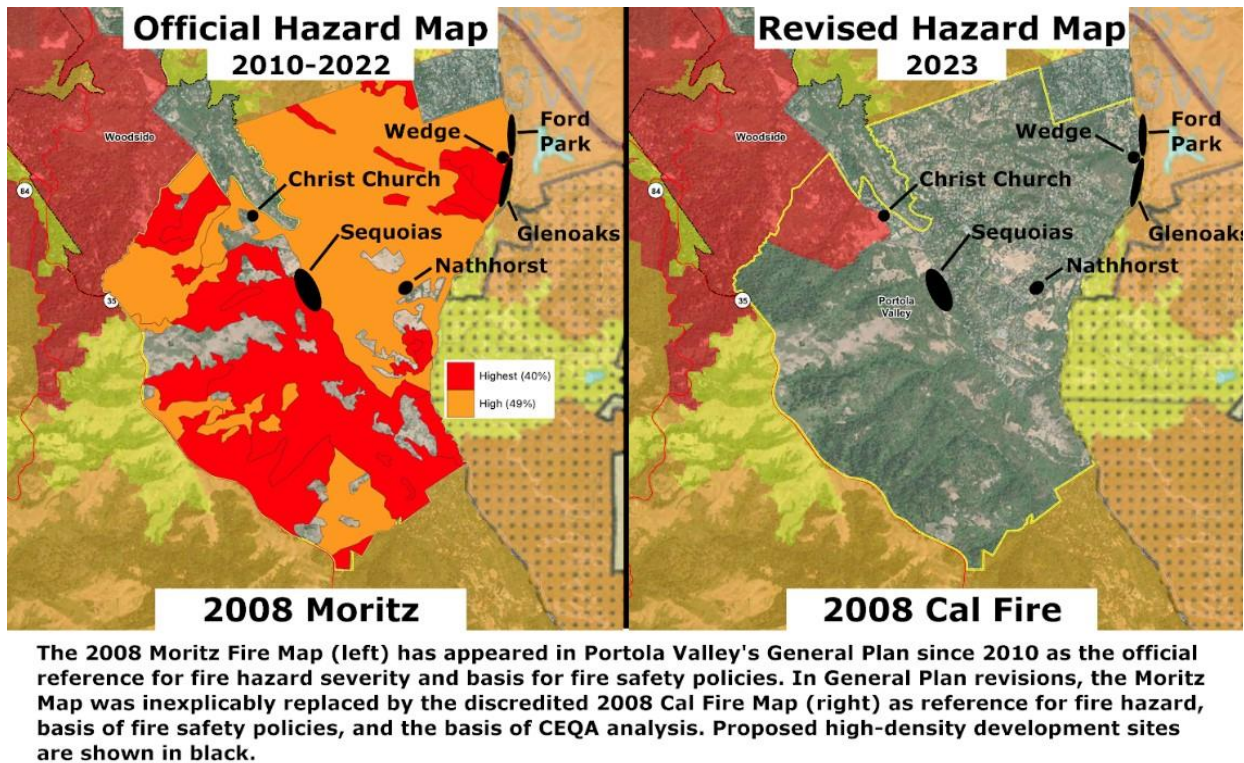 Official Hazard Map
2010-2022
Woodside
84
35
Wedge
Ford
Park
Christ Church
Glenoaks
Sequoias
Nathhorst
Highest (40%)
High (49%)
2008 Moritz
Revised Hazard Map
2023
Woodside
84
35
Wedge
Ford
Park
Christ Church
Glenoaks
Sequoias
Nathhorst
Portola
Valley
2008 Cal Fire
The 2008 Moritz Fire Map (left) has appeared in Portola Valley's General Plan since 2010 as the official
reference for fire hazard severity and basis for fire safety policies. In General Plan revisions, the Moritz
Map was inexplicably replaced by the discredited 2008 Cal Fire Map (right) as reference for fire hazard,
basis of fire safety policies, and the basis of CEQA analysis. Proposed high-density development sites
are shown in black.